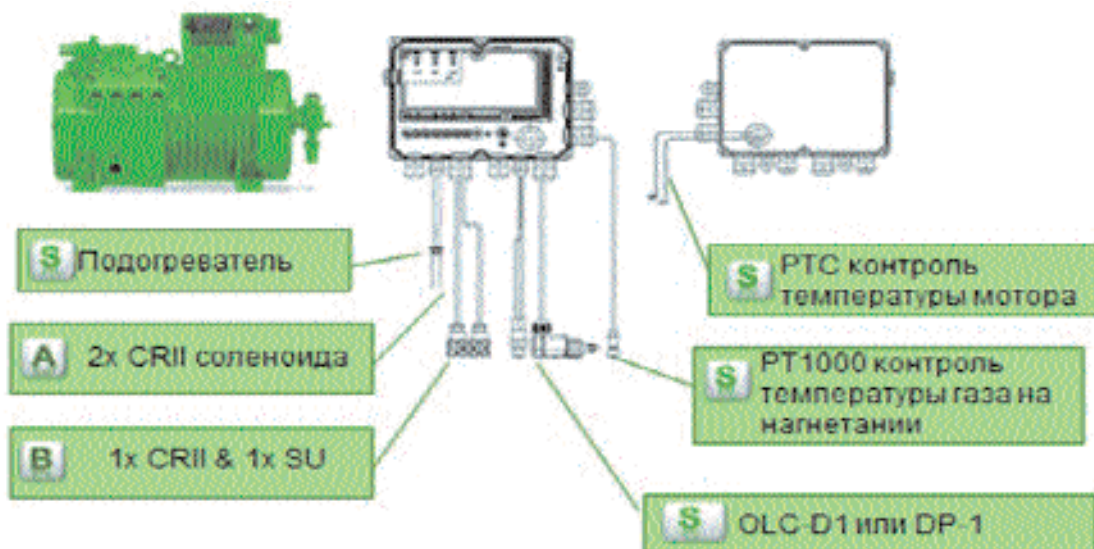 S Подогреватель
A 2x CRII соленоида
B 1x CRII & 1x SU
S PTC контроль
температуры мотора
S PT1000 контроль
температуры газа на
нагнетании
S OLC-D1 или DP-1